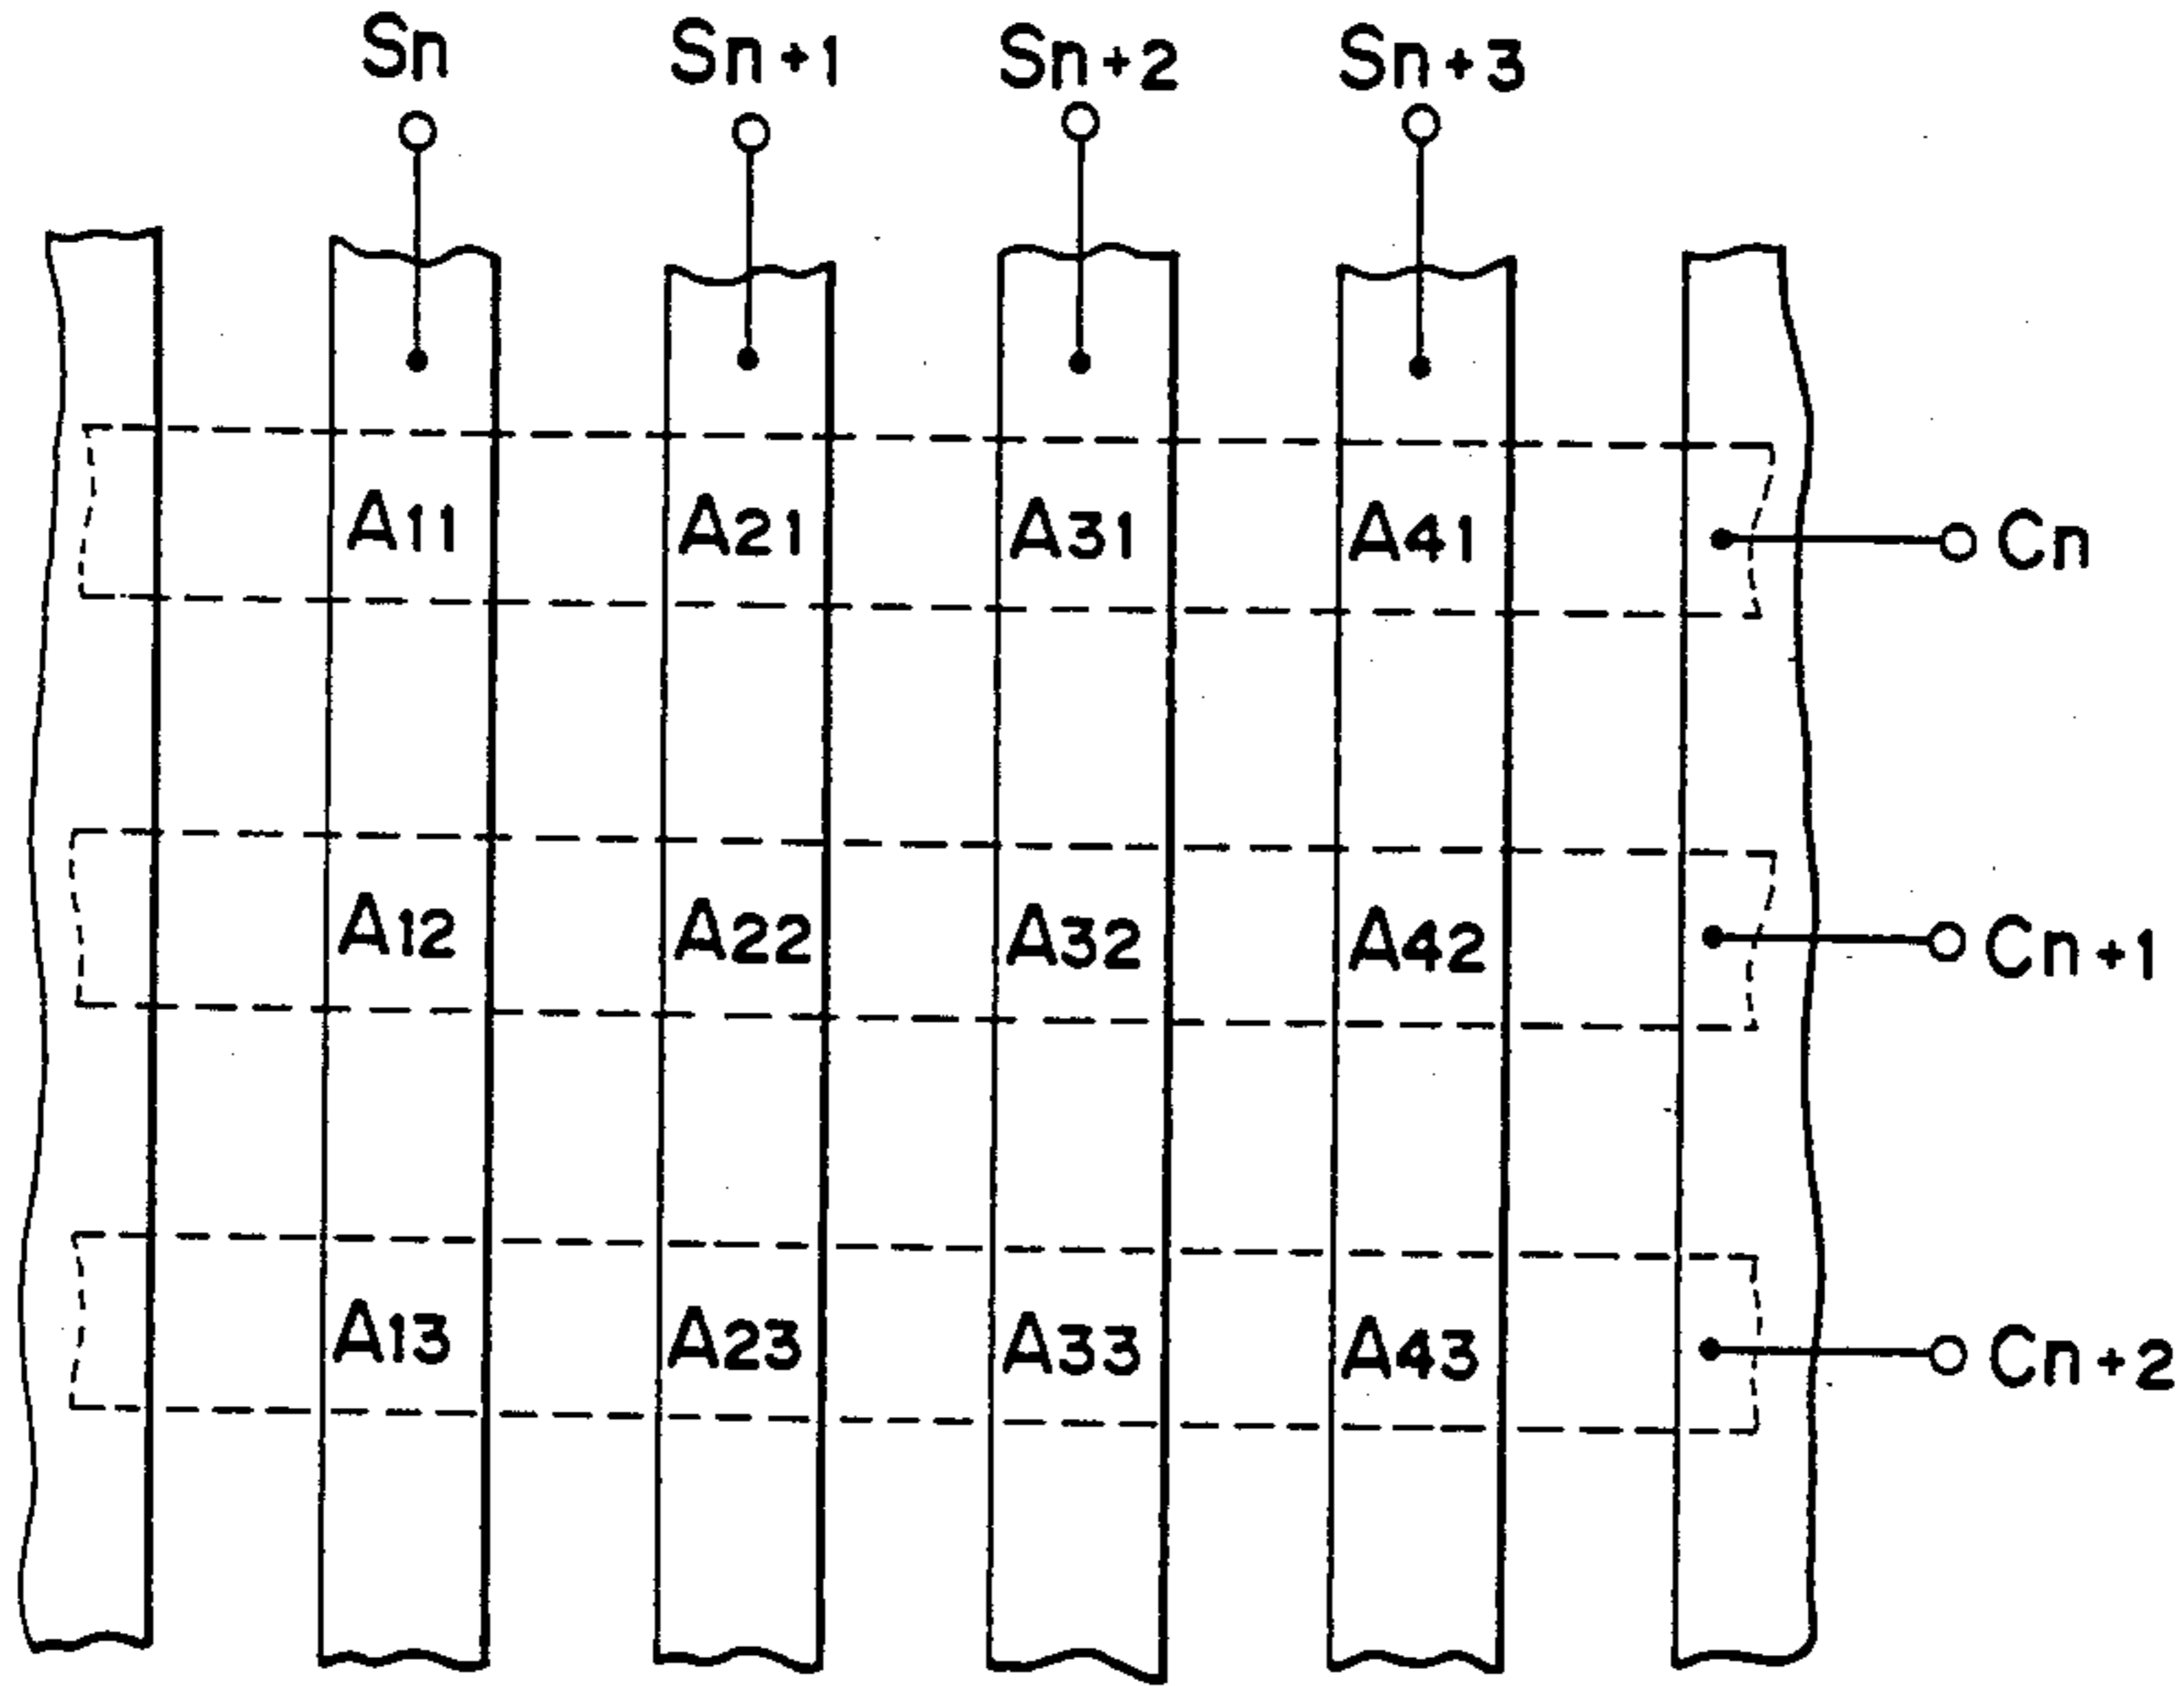 Sn Sn+1 Sn+2 Sn+3
A11 A21 A31 A41 Cn
A12 A22 A32 A42 Cn+1
A13 A23 A33 A43 Cn+2